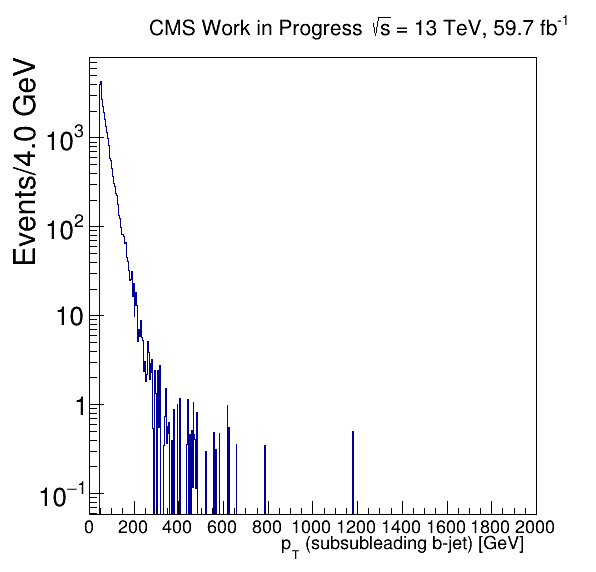 CMS Work in Progress √s = 13 TeV, 59.7 fb⁻¹
Events/4.0 GeV
10³
10²
10
1
10⁻¹
0 200 400 600 800 1000 1200 1400 1600 1800 2000
p_T (subsubleading b-jet) [GeV]